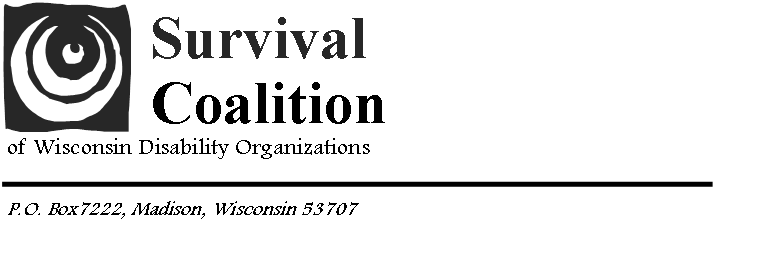 Survival
Coalition
of Wisconsin Disability Organizations
P.O. Box7222, Madison, Wisconsin 53707